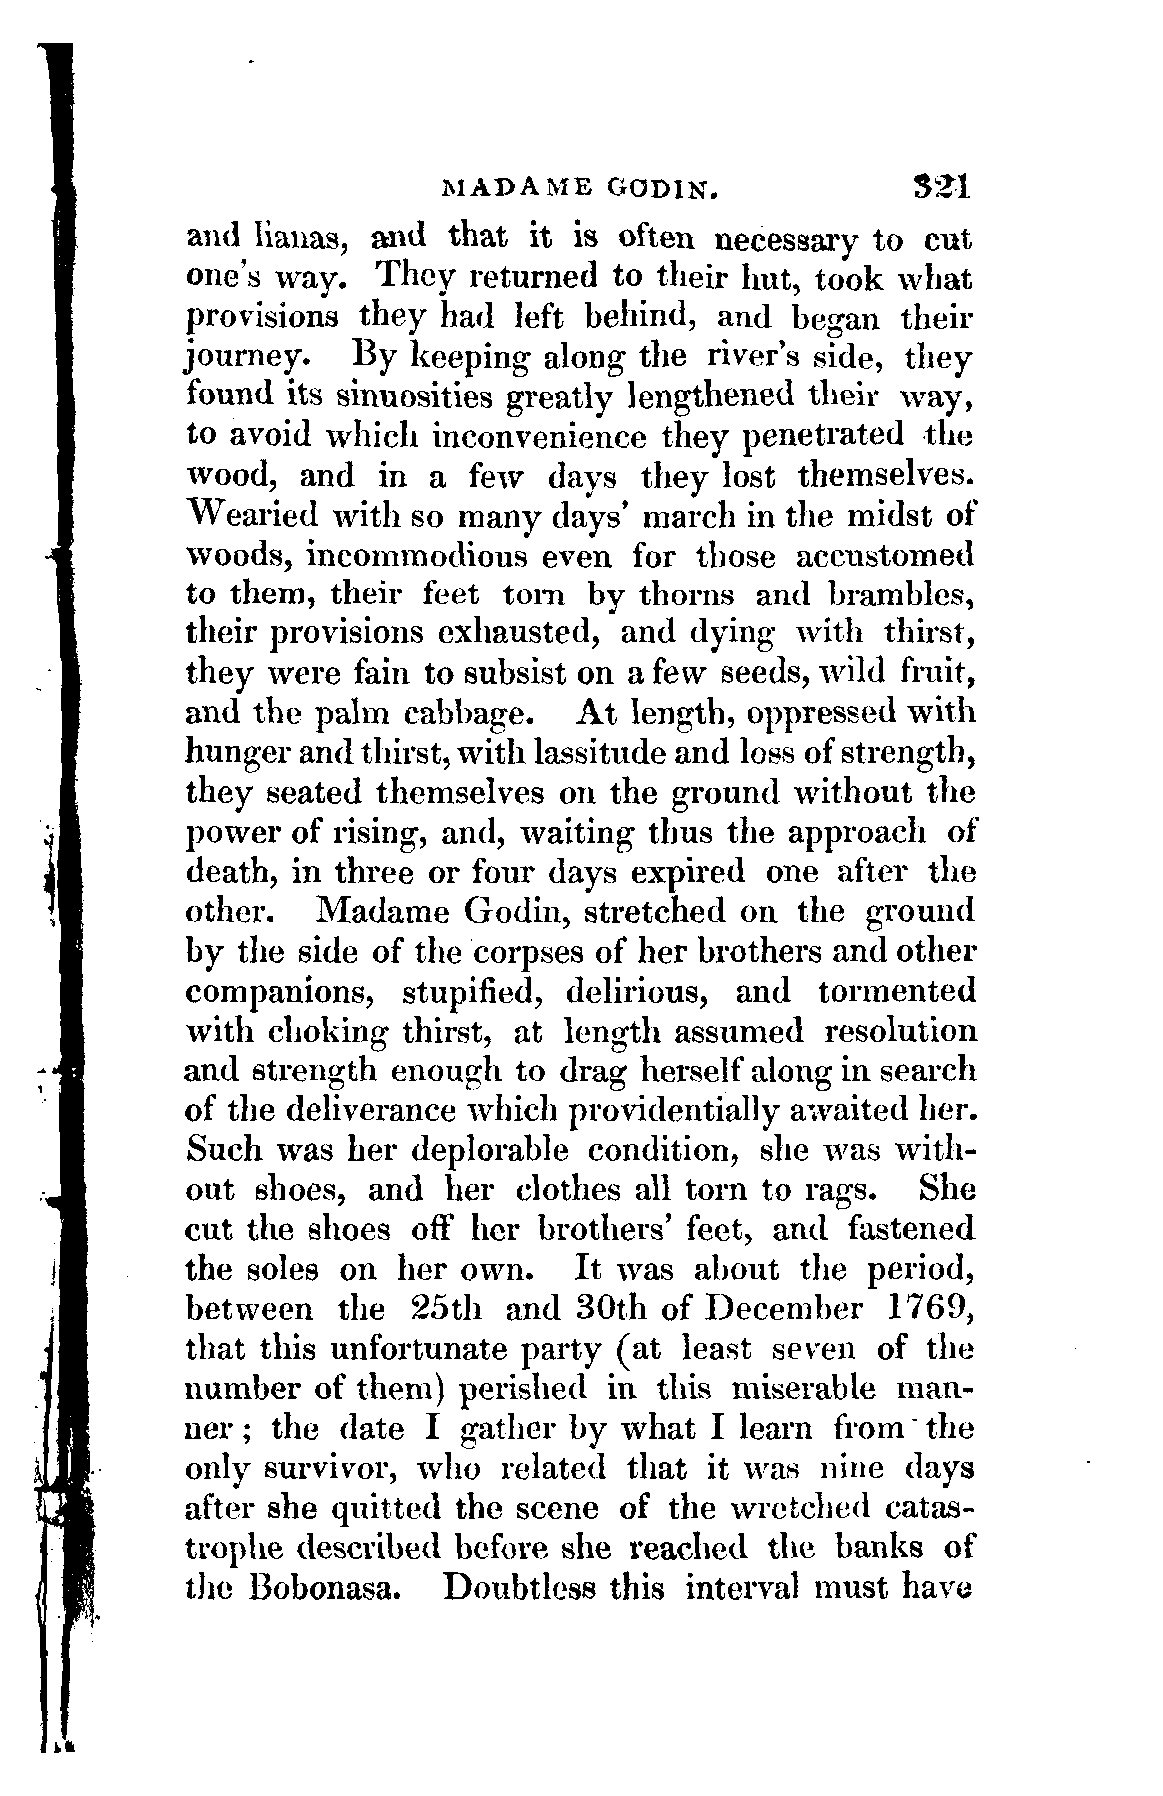 MADAME GODIN. 321
and lianas, and that it is often necessary to cut
one's way. They returned to their hut, took what
provisions they had left behind, and began their
journey. By keeping along the river's side, they
found its sinuosities greatly lengthened their way,
to avoid which inconvenience they penetrated the
wood, and in a few days they lost themselves.
Wearied with so many days' march in the midst of
woods, incommodious even for those accustomed
to them, their feet torn by thorns and brambles,
their provisions exhausted, and dying with thirst,
they were fain to subsist on a few seeds, wild fruit,
and the palm cabbage. At length, oppressed with
hunger and thirst, with lassitude and loss of strength,
they seated themselves on the ground without the
power of rising, and, waiting thus the approach of
death, in three or four days expired one after the
other. Madame Godin, stretched on the ground
by the side of the corpses of her brothers and other
companions, stupified, delirious, and tormented
with choking thirst, at length assumed resolution
and strength enough to drag herself along in search
of the deliverance which providentially awaited her.
Such was her deplorable condition, she was with-
out shoes, and her clothes all torn to rags. She
cut the shoes off her brothers' feet, and fastened
the soles on her own. It was about the period,
between the 25th and 30th of December 1769,
that this unfortunate party (at least seven of the
number of them) perished in this miserable man-
ner; the date I gather by what I learn from the
only survivor, who related that it was nine days
after she quitted the scene of the wretched catas-
trophe described before she reached the banks of
the Bobonasa. Doubtless this interval must have